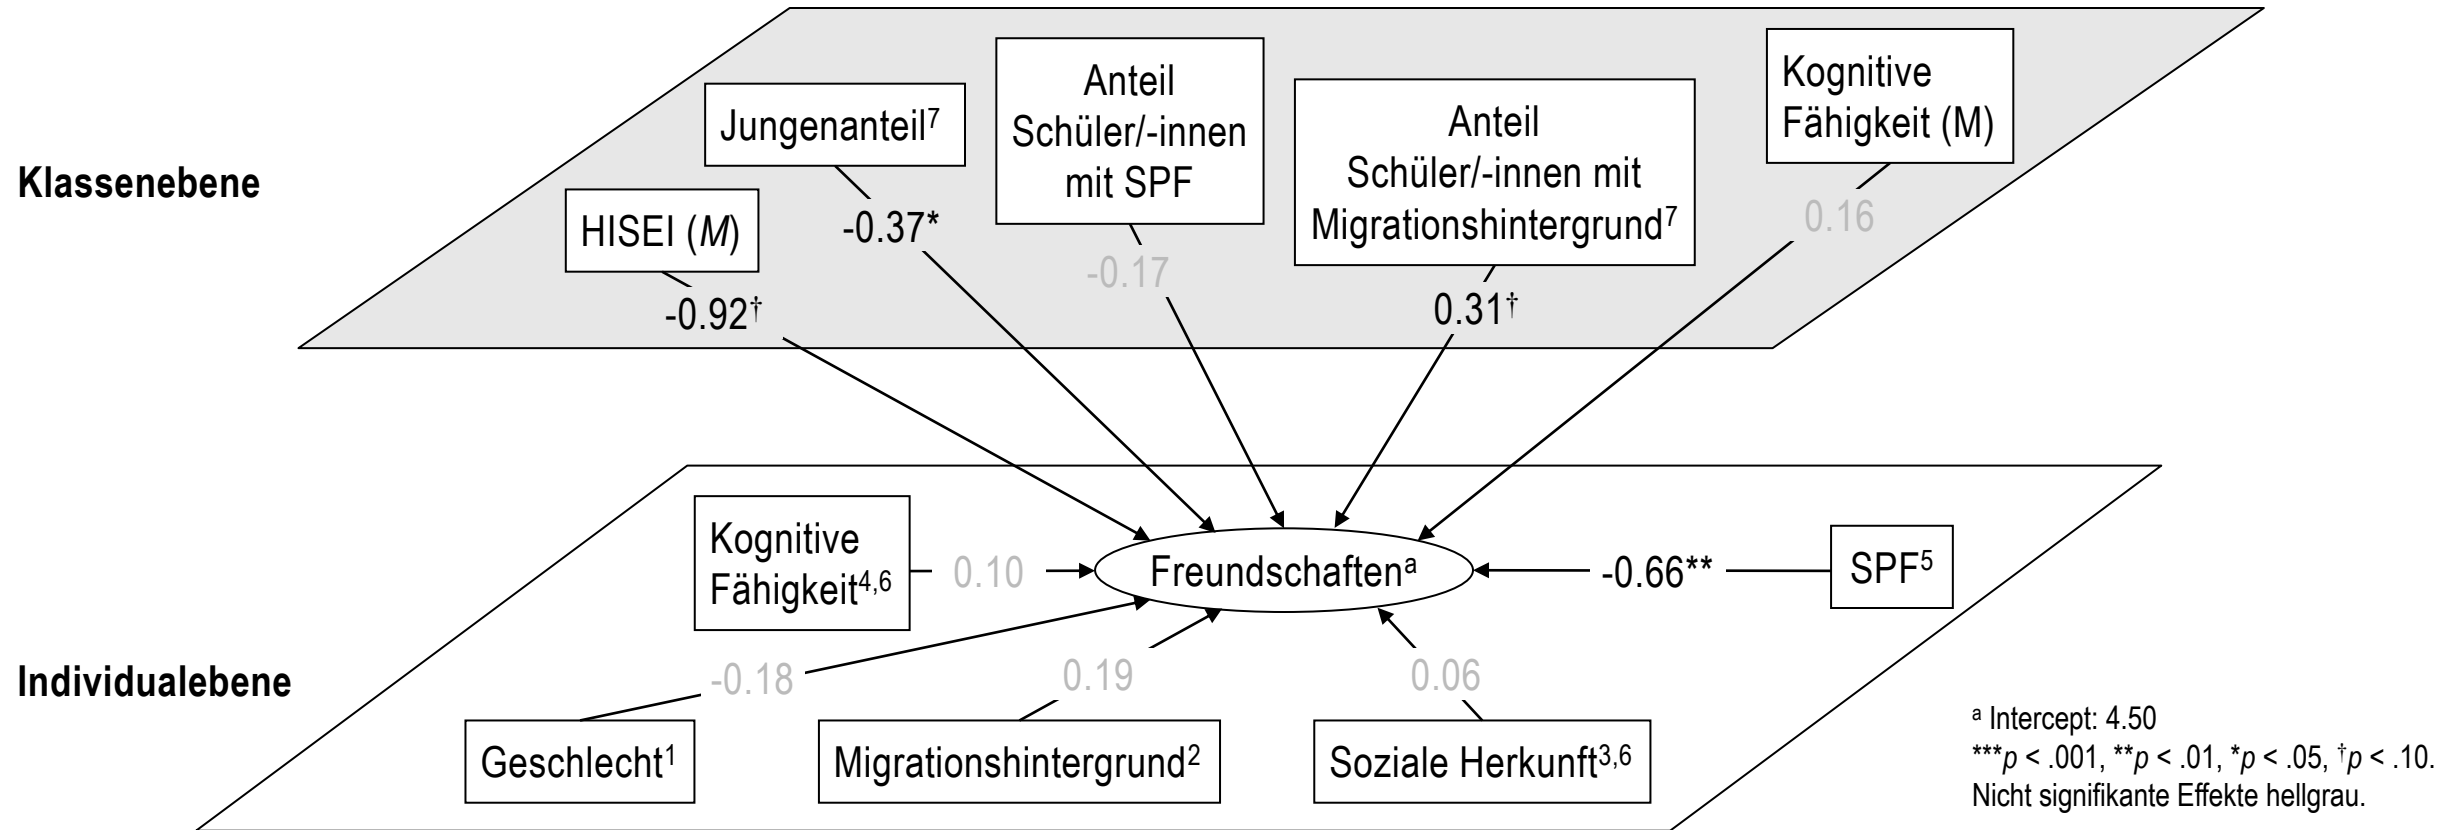 Klassenebene
HISEI (M)
-0.92†
Jungenanteil7
-0.37*
Anteil
Schüler/-innen
mit SPF
-0.17
Anteil
Schüler/-innen mit
Migrationshintergrund7
0.31†
Kognitive
Fähigkeit (M)
0.16
Individualebene
Kognitive
Fähigkeit4,6
0.10
Freundschaftena
-0.66**
SPF5
-0.18
0.19
0.06
Geschlecht1
Migrationshintergrund2
Soziale Herkunft3,6
a Intercept: 4.50
***p < .001, **p < .01, *p < .05, †p < .10.
Nicht signifikante Effekte hellgrau.